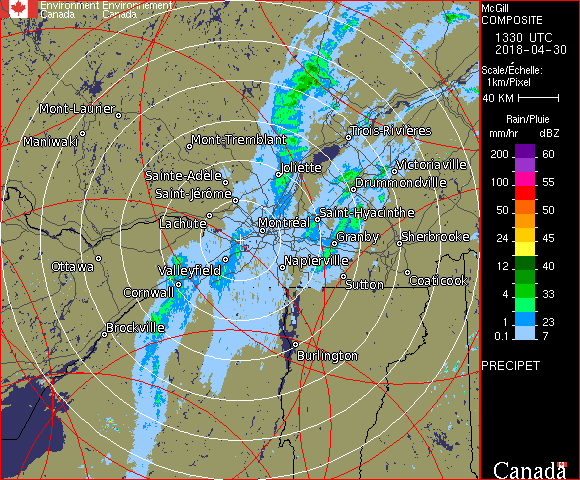 Environment Environnement
Canada Canada
McGill
COMPOSITE
1330 UTC
2018-04-30
Scale/Échelle:
1km/Pixel
40 KM
Rain/Pluie
mm/hr dBZ
200 60
150 57
100 55
50 50
24 45
12 40
4 33
1 23
0.1 7
PRECIPET
Canada
Mont-Laurier
Maniwaki
Mont-Tremblant
Trois-Rivières
Sainte-Adèle
Joliette
Victoriaville
Saint-Jérôme
Drummondville
Lachute
Montréal
Saint-Hyacinthe
Granby
Sherbrooke
Ottawa
Valleyfield
Napierville
Cornwall
Sutton
Coaticook
Brockville
Burlington